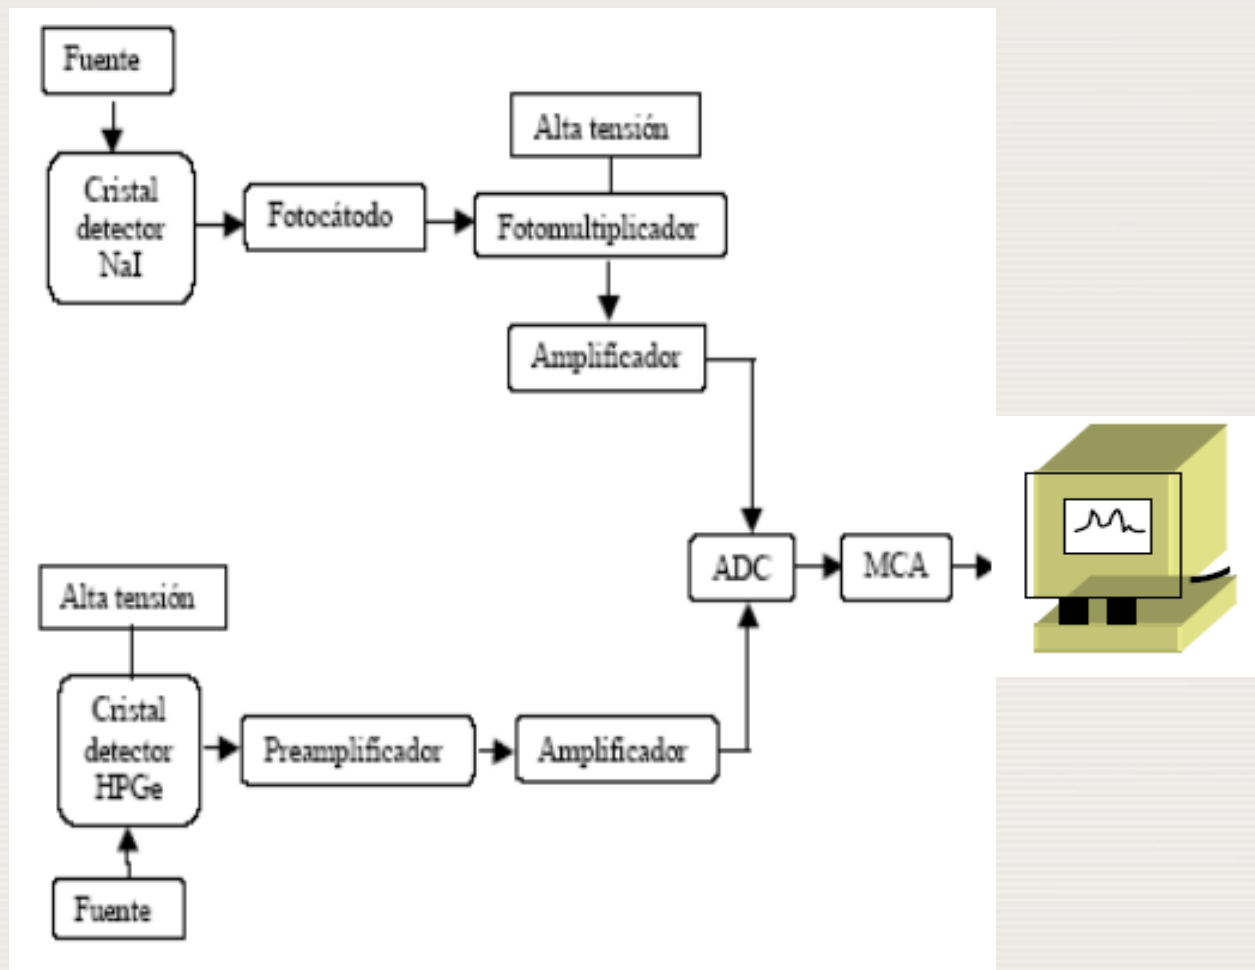 Fuente
Alta tensión
Cristal
detector
NaI
Fotocátodo
Fotomultiplicador
Amplificador
ADC
MCA
Alta tensión
Cristal
detector
HPGe
Preamplificador
Amplificador
Fuente